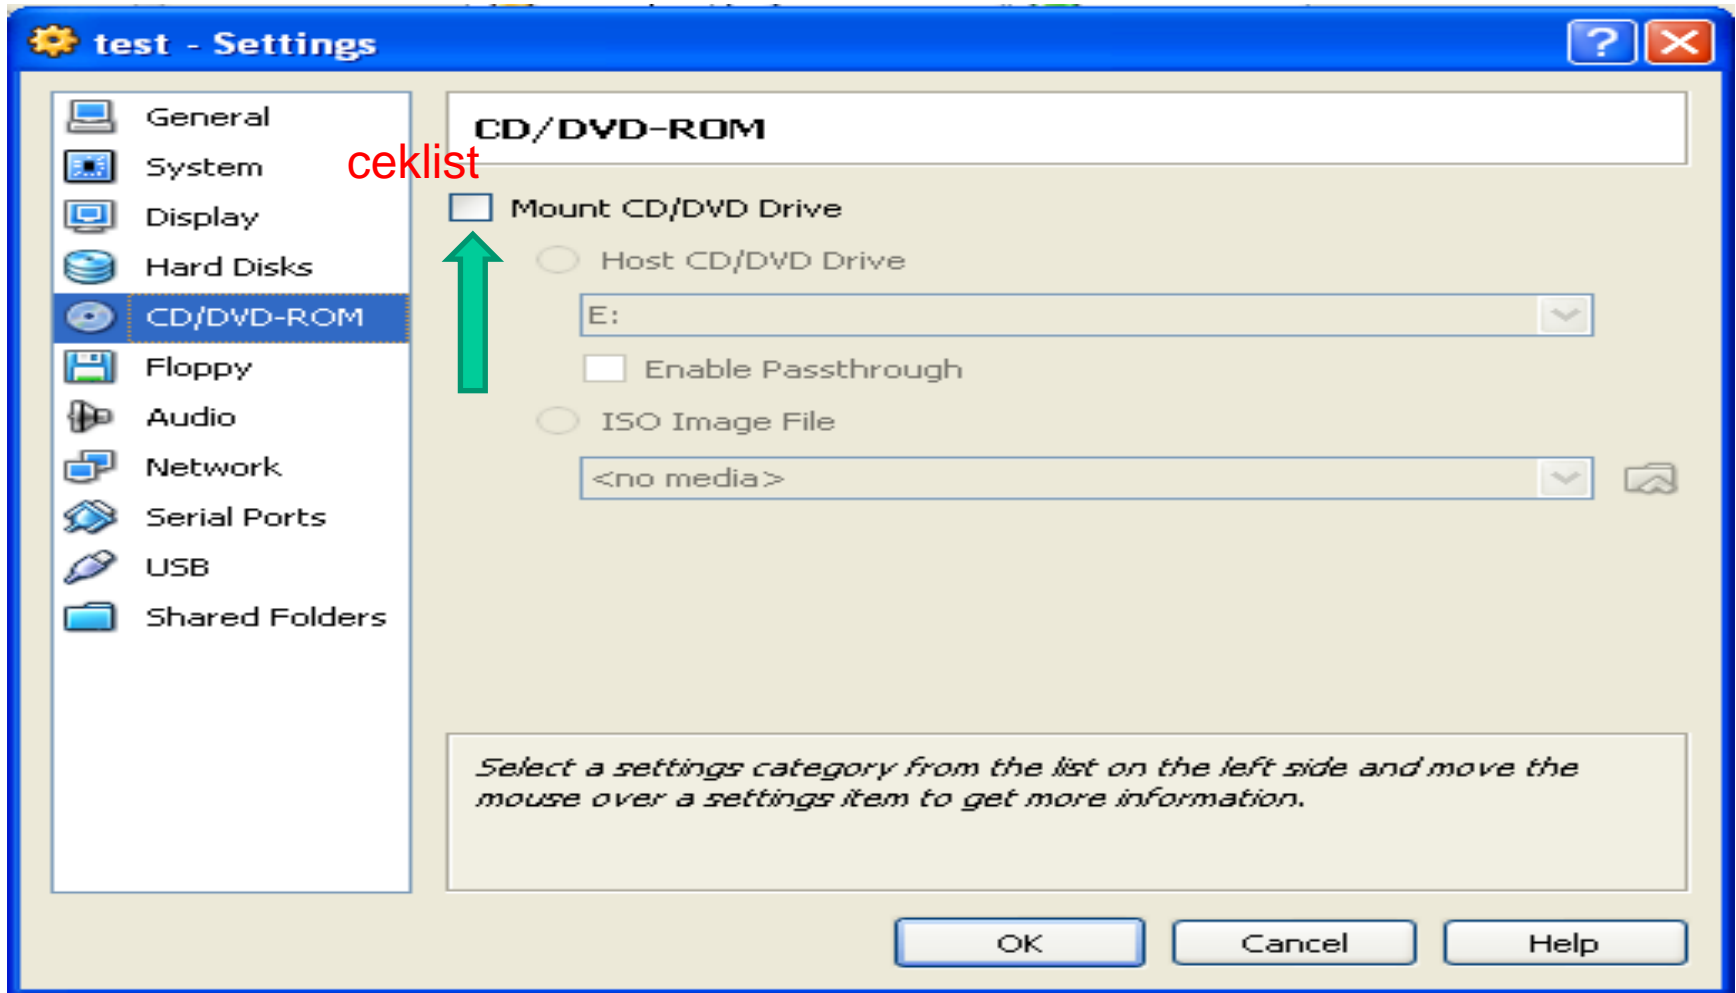 test - Settings
General
System
Display
Hard Disks
CD/DVD-ROM
Floppy
Audio
Network
Serial Ports
USB
Shared Folders
CD/DVD-ROM
ceklist
Mount CD/DVD Drive
Host CD/DVD Drive
E:
Enable Passthrough
ISO Image File
<no media>
Select a settings category from the list on the left side and move the
mouse over a settings item to get more information.
OK
Cancel
Help